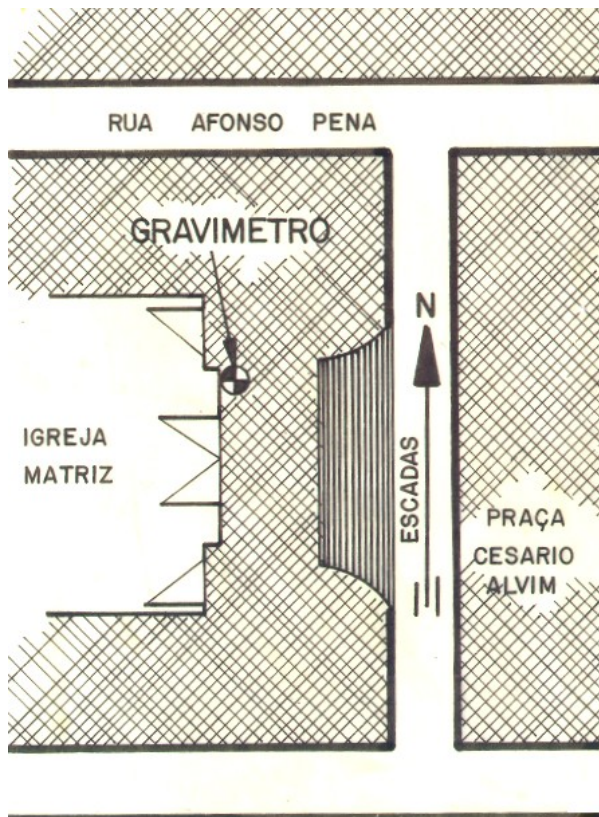 RUA AFONSO PENA
GRAVIMETRO
N
IGREJA
MATRIZ
ESCADAS
PRAÇA
CESARIO
ALVIM